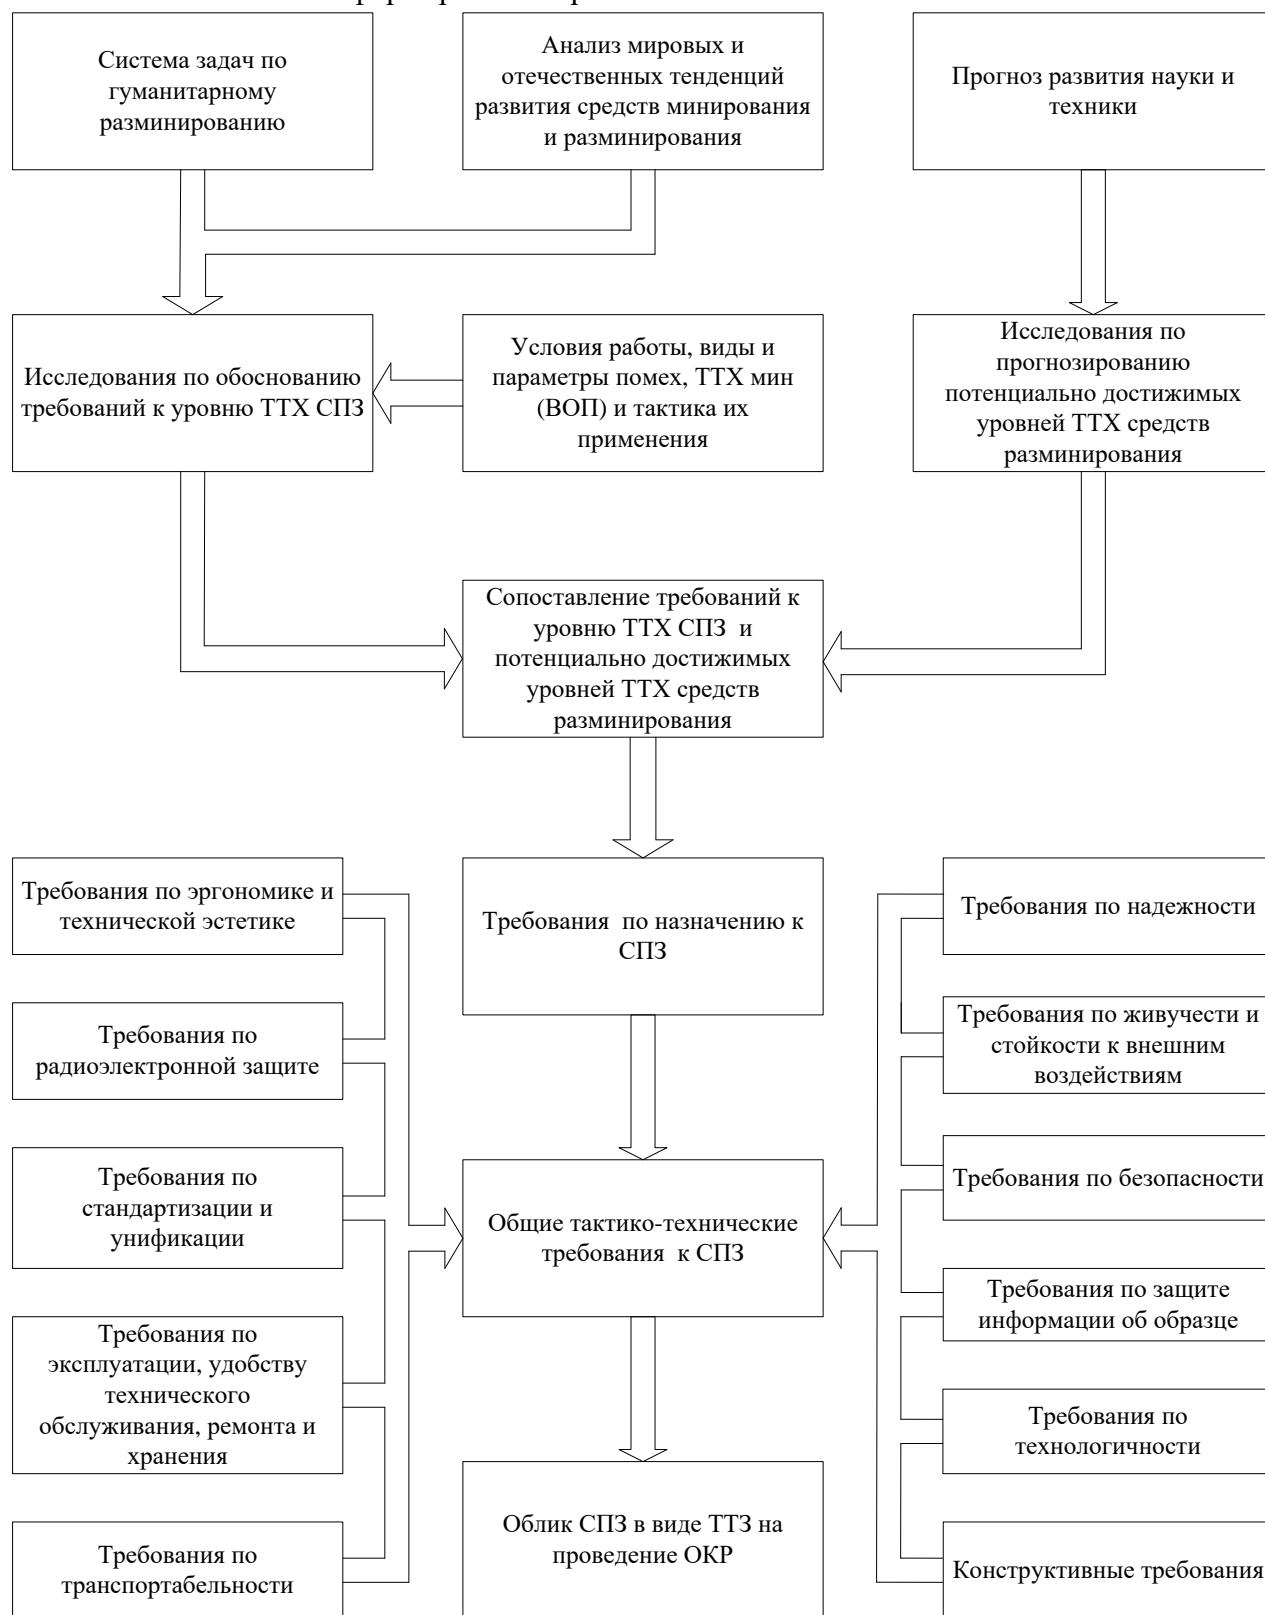 Система задач по
гуманитарному
разминированию
Анализ мировых и
отечественных тенденций
развития средств минирования
и разминирования
Прогноз развития науки и
техники
Исследования по обоснованию
требований к уровню ТТХ СПЗ
Условия работы, виды и
параметры помех, ТТХ мин
(ВОП) и тактика их
применения
Исследования по
прогнозированию
потенциально достижимых
уровней ТТХ средств
разминирования
Сопоставление требований к
уровню ТТХ СПЗ и
потенциально достижимых
уровней ТТХ средств
разминирования
Требования по эргономике и
технической эстетике
Требования по назначению к
СПЗ
Требования по надежности
Требования по
радиоэлектронной защите
Требования по живучести и
стойкости к внешним
воздействиям
Требования по
стандартизации и
унификации
Общие тактико-технические
требования к СПЗ
Требования по безопасности
Требования по защите
информации об образце
Требования по
эксплуатации, удобству
технического
обслуживания, ремонта и
хранения
Требования по
технологичности
Требования по
транспортабельности
Облик СПЗ в виде ТТЗ на
проведение ОКР
Конструктивные требования